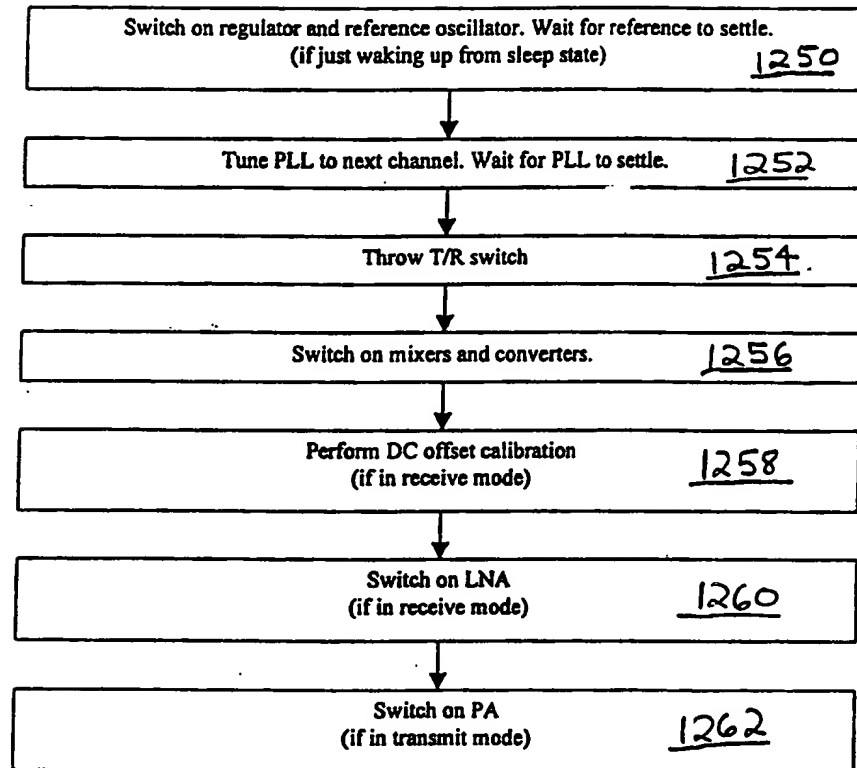 Switch on regulator and reference oscillator. Wait for reference to settle.
(if just waking up from sleep state) 1250
Tune PLL to next channel. Wait for PLL to settle. 1252
Throw T/R switch 1254.
Switch on mixers and converters. 1256
Perform DC offset calibration
(if in receive mode) 1258
Switch on LNA
(if in receive mode) 1260
Switch on PA
(if in transmit mode) 1262